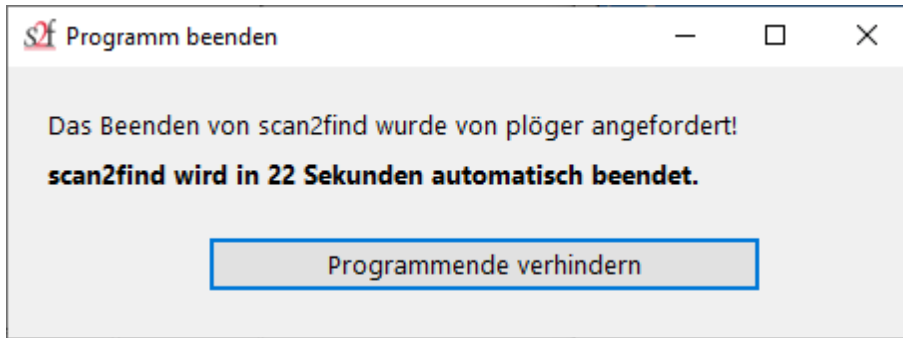 s2f Programm beenden
Das Beenden von scan2find wurde von plöger angefordert!
scan2find wird in 22 Sekunden automatisch beendet.
Programmende verhindern